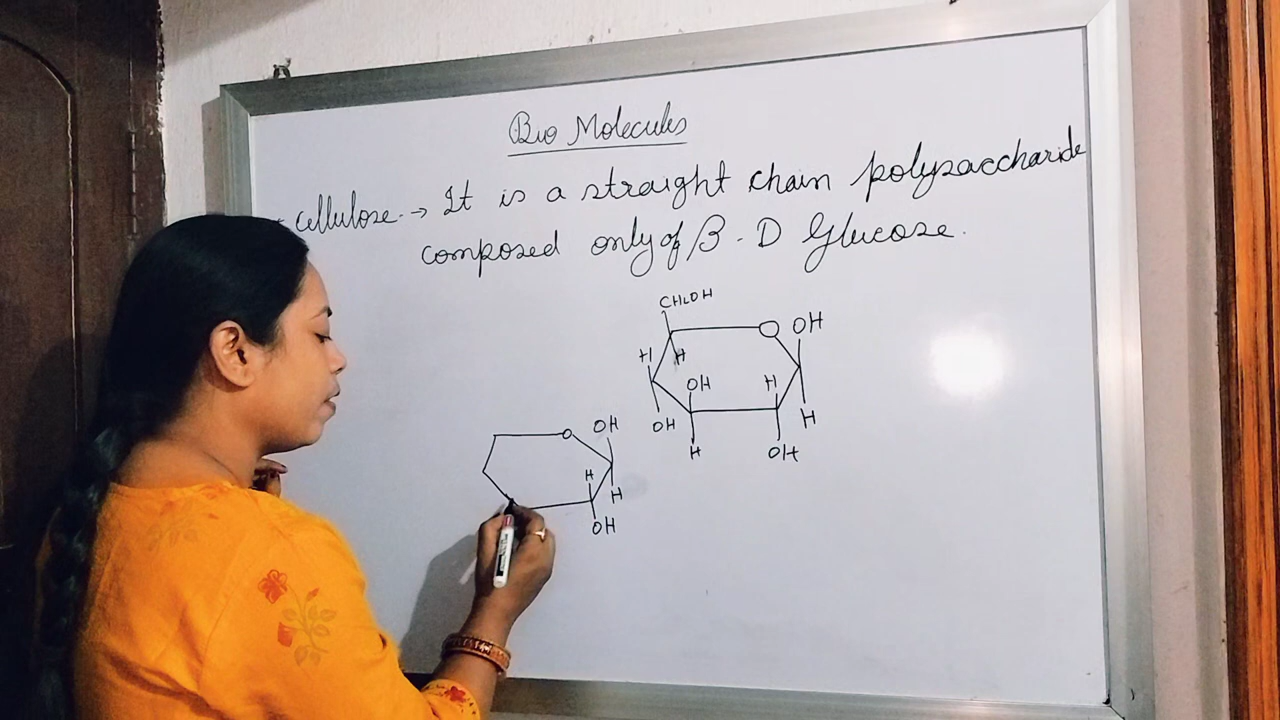 Bio Molecules
* Cellulose → It is a straight chain polysaccharide
composed only of β - D Glucose.
CH2OH
O OH
H H
OH H
OH H
H OH
O OH
H
H
OH